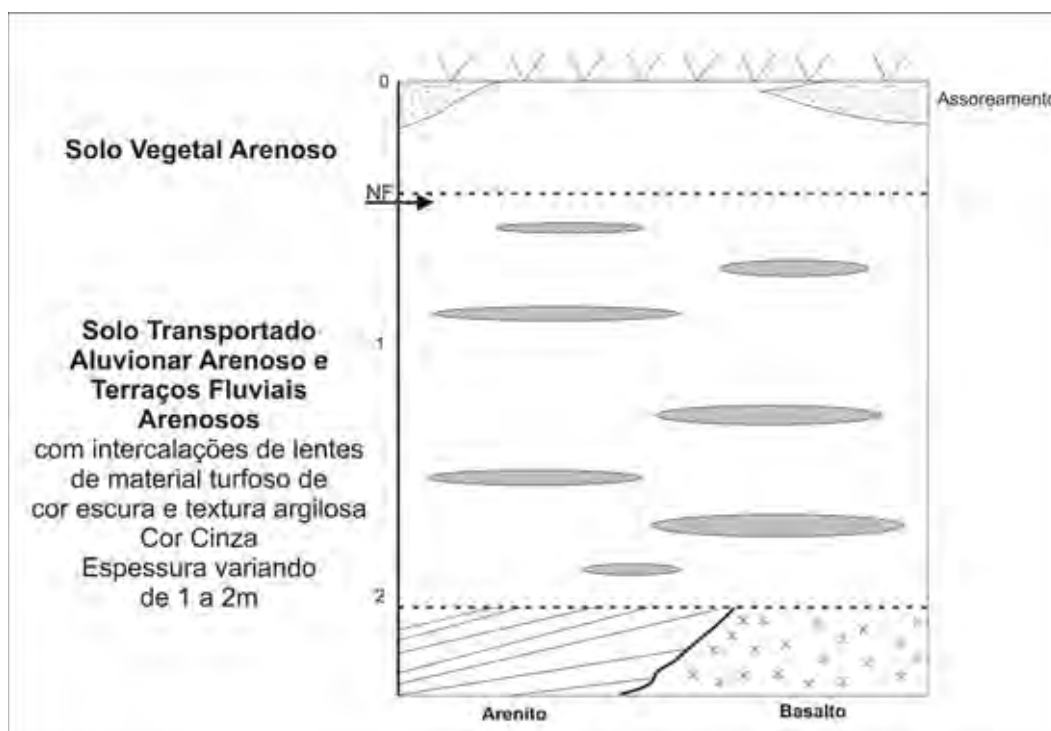 0
Assoreamento
Solo Vegetal Arenoso
NF
Solo Transportado
Aluvionar Arenoso e
Terraços Fluviais
Arenosos
com intercalações de lentes
de material turfoso de
cor escura e textura argilosa
Cor Cinza
Espessura variando
de 1 a 2m
1
2
Arenito
Basalto